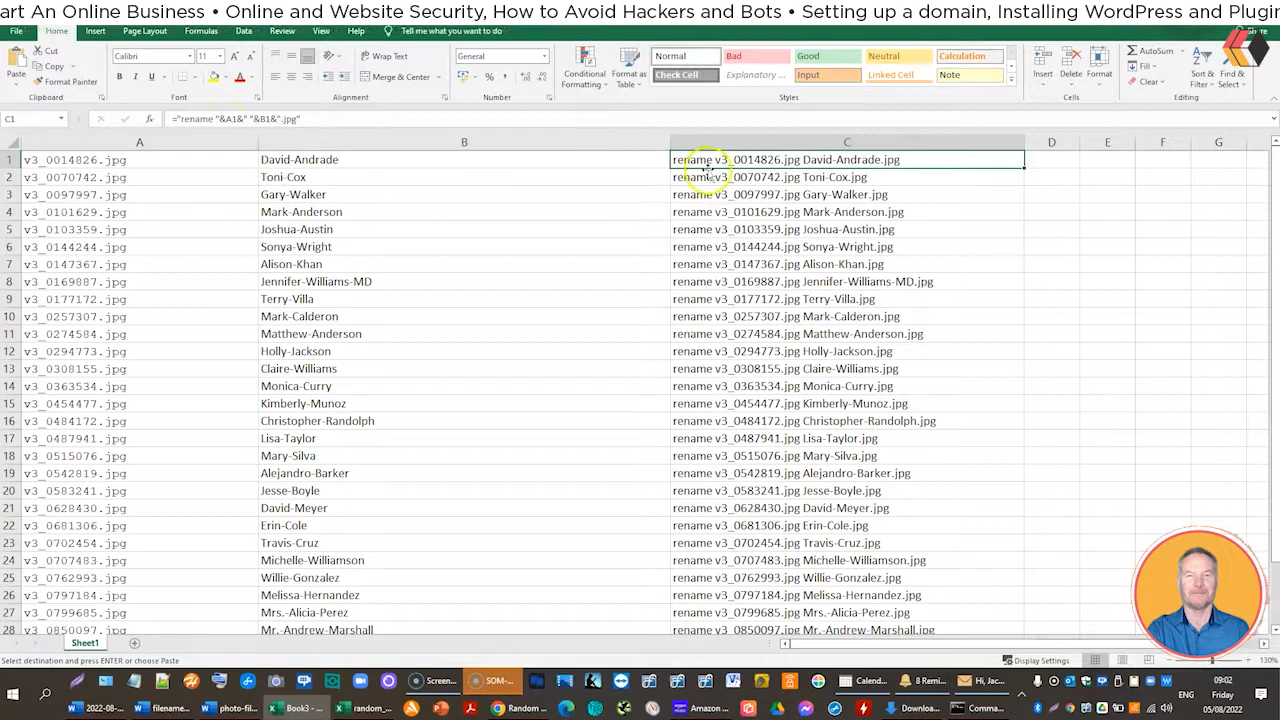 art An Online Business • Online and Website Security, How to Avoid Hackers and Bots • Setting up a domain, Installing WordPress and Plugin
File Home Insert Page Layout Formulas Data Review View Help Tell me what you want to do
Cut
Copy
Format Painter
Paste
Clipboard
Calibri 11
B I U
Font
Wrap Text
Merge & Center
Alignment
General
Number
Conditional Formatting
Format as Table
Normal Bad Good Neutral Calculation
Check Cell Explanatory ... Input Linked Cell Note
Styles
Insert Delete Format
Cells
AutoSum
Fill
Clear
Sort & Filter
Find & Select
Editing
C1 fx ="rename "&A1&" "&B1&".jpg"
A B C D E F G
1 v3_0014826.jpg David-Andrade rename v3_0014826.jpg David-Andrade.jpg
2 v3_0070742.jpg Toni-Cox rename v3_0070742.jpg Toni-Cox.jpg
3 v3_0097997.jpg Gary-Walker rename v3_0097997.jpg Gary-Walker.jpg
4 v3_0101629.jpg Mark-Anderson rename v3_0101629.jpg Mark-Anderson.jpg
5 v3_0103359.jpg Joshua-Austin rename v3_0103359.jpg Joshua-Austin.jpg
6 v3_0144244.jpg Sonya-Wright rename v3_0144244.jpg Sonya-Wright.jpg
7 v3_0147367.jpg Alison-Khan rename v3_0147367.jpg Alison-Khan.jpg
8 v3_0169887.jpg Jennifer-Williams-MD rename v3_0169887.jpg Jennifer-Williams-MD.jpg
9 v3_0177172.jpg Terry-Villa rename v3_0177172.jpg Terry-Villa.jpg
10 v3_0257307.jpg Mark-Calderon rename v3_0257307.jpg Mark-Calderon.jpg
11 v3_0274584.jpg Matthew-Anderson rename v3_0274584.jpg Matthew-Anderson.jpg
12 v3_0294773.jpg Holly-Jackson rename v3_0294773.jpg Holly-Jackson.jpg
13 v3_0308155.jpg Claire-Williams rename v3_0308155.jpg Claire-Williams.jpg
14 v3_0363534.jpg Monica-Curry rename v3_0363534.jpg Monica-Curry.jpg
15 v3_0454477.jpg Kimberly-Munoz rename v3_0454477.jpg Kimberly-Munoz.jpg
16 v3_0484172.jpg Christopher-Randolph rename v3_0484172.jpg Christopher-Randolph.jpg
17 v3_0487941.jpg Lisa-Taylor rename v3_0487941.jpg Lisa-Taylor.jpg
18 v3_0515076.jpg Mary-Silva rename v3_0515076.jpg Mary-Silva.jpg
19 v3_0542819.jpg Alejandro-Barker rename v3_0542819.jpg Alejandro-Barker.jpg
20 v3_0583241.jpg Jesse-Boyle rename v3_0583241.jpg Jesse-Boyle.jpg
21 v3_0628430.jpg David-Meyer rename v3_0628430.jpg David-Meyer.jpg
22 v3_0681306.jpg Erin-Cole rename v3_0681306.jpg Erin-Cole.jpg
23 v3_0702454.jpg Travis-Cruz rename v3_0702454.jpg Travis-Cruz.jpg
24 v3_0707483.jpg Michelle-Williamson rename v3_0707483.jpg Michelle-Williamson.jpg
25 v3_0762993.jpg Willie-Gonzalez rename v3_0762993.jpg Willie-Gonzalez.jpg
26 v3_0797184.jpg Melissa-Hernandez rename v3_0797184.jpg Melissa-Hernandez.jpg
27 v3_0799685.jpg Mrs.-Alicia-Perez rename v3_0799685.jpg Mrs.-Alicia-Perez.jpg
28 v3_0850097.jpg Mr.-Andrew-Marshall rename v3_0850097.jpg Mr.-Andrew-Marshall.jpg
Sheet1
Select destination and press ENTER or choose Paste Display Settings 130%
Screen... SOM-... Calend... 8 Remi... Hi, Jac...
2022-08... filename... photo-fil... Book3 - ... random_... Random ... Amazon ... Downloa... Comma...
09:02
ENG Friday
05/08/2022